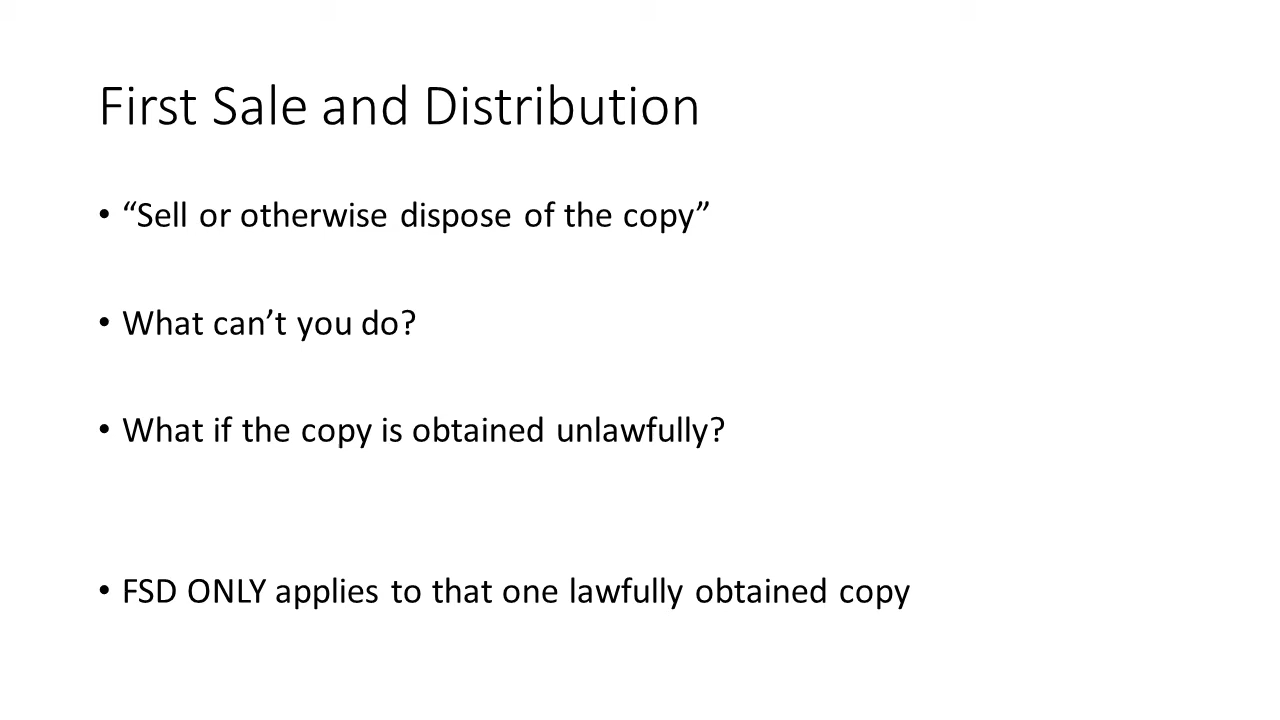 First Sale and Distribution
• “Sell or otherwise dispose of the copy”
• What can’t you do?
• What if the copy is obtained unlawfully?
• FSD ONLY applies to that one lawfully obtained copy